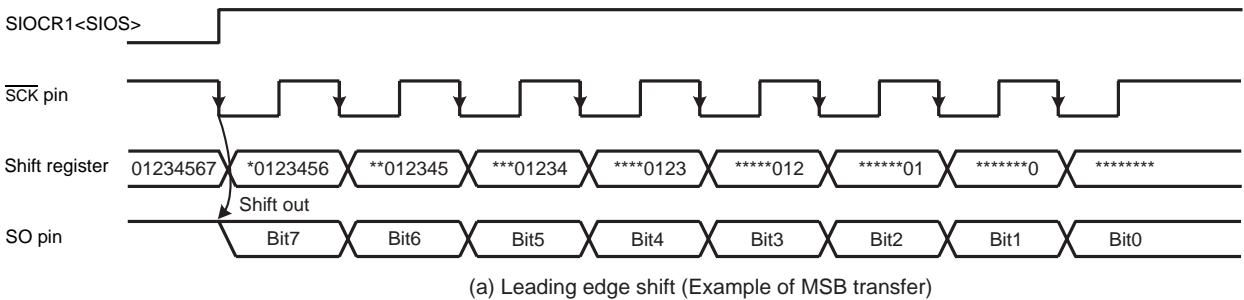 SIOCR1<SIOS>
SCK pin
Shift register 01234567 *0123456 **012345 ***01234 ****0123 *****012 ******01 *******0 ********
Shift out
SO pin Bit7 Bit6 Bit5 Bit4 Bit3 Bit2 Bit1 Bit0
(a) Leading edge shift (Example of MSB transfer)